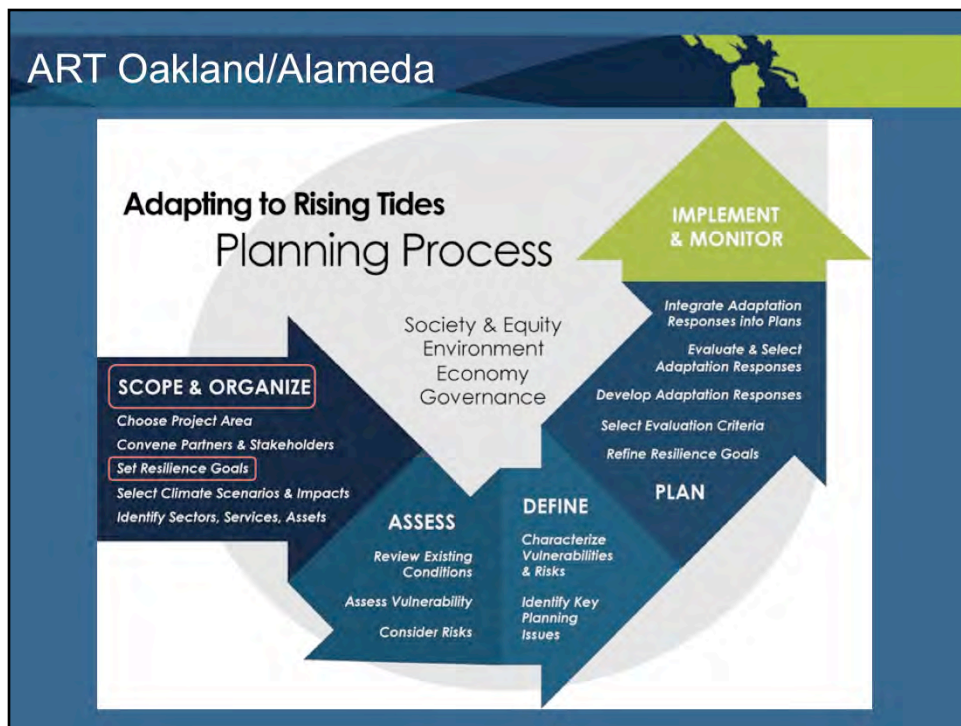 ART Oakland/Alameda
Adapting to Rising Tides
Planning Process
Society & Equity
Environment
Economy
Governance
SCOPE & ORGANIZE
Choose Project Area
Convene Partners & Stakeholders
Set Resilience Goals
Select Climate Scenarios & Impacts
Identify Sectors, Services, Assets
ASSESS
Review Existing
Conditions
Assess Vulnerability
Consider Risks
DEFINE
Characterize
Vulnerabilities
& Risks
Identify Key
Planning
Issues
IMPLEMENT
& MONITOR
Integrate Adaptation
Responses into Plans
Evaluate & Select
Adaptation Responses
Develop Adaptation Responses
Select Evaluation Criteria
Refine Resilience Goals
PLAN